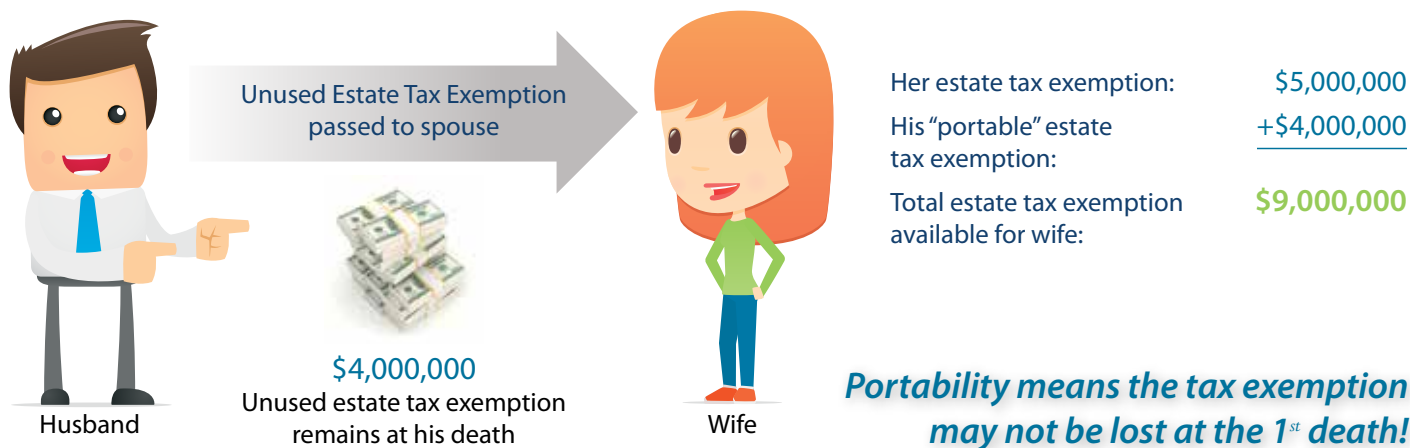 Unused Estate Tax Exemption
passed to spouse
$4,000,000
Unused estate tax exemption
remains at his death
Husband
Wife
Her estate tax exemption: $5,000,000
His “portable” estate +$4,000,000
tax exemption:
Total estate tax exemption $9,000,000
available for wife:
Portability means the tax exemption
may not be lost at the 1st death!